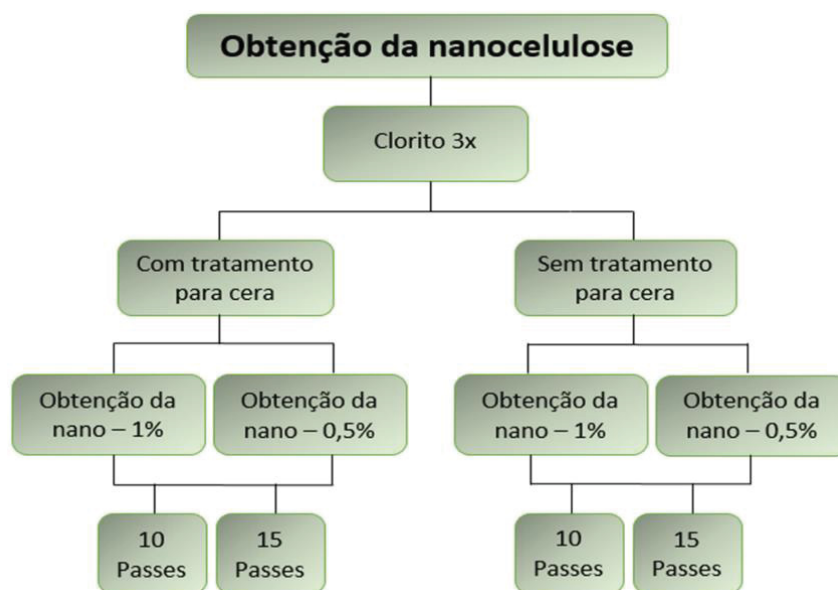 Obtenção da nanocelulose
Clorito 3x
Com tratamento
para cera
Sem tratamento
para cera
Obtenção da
nano – 1%
Obtenção da
nano – 0,5%
Obtenção da
nano – 1%
Obtenção da
nano – 0,5%
10
Passes
15
Passes
10
Passes
15
Passes